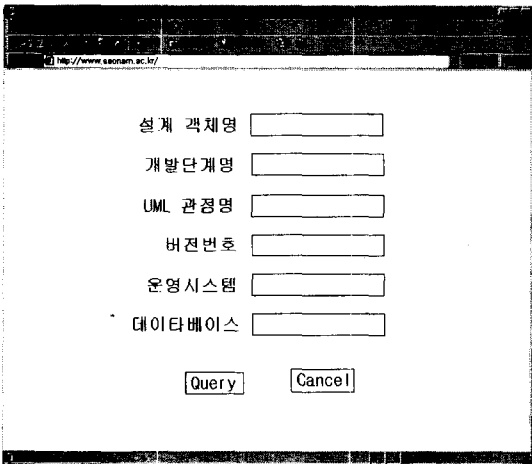 http://www.seonam.ac.kr/
설계 객체명
개발단계명
UML 관점명
버전번호
운영시스템
데이타베이스
Query Cancel